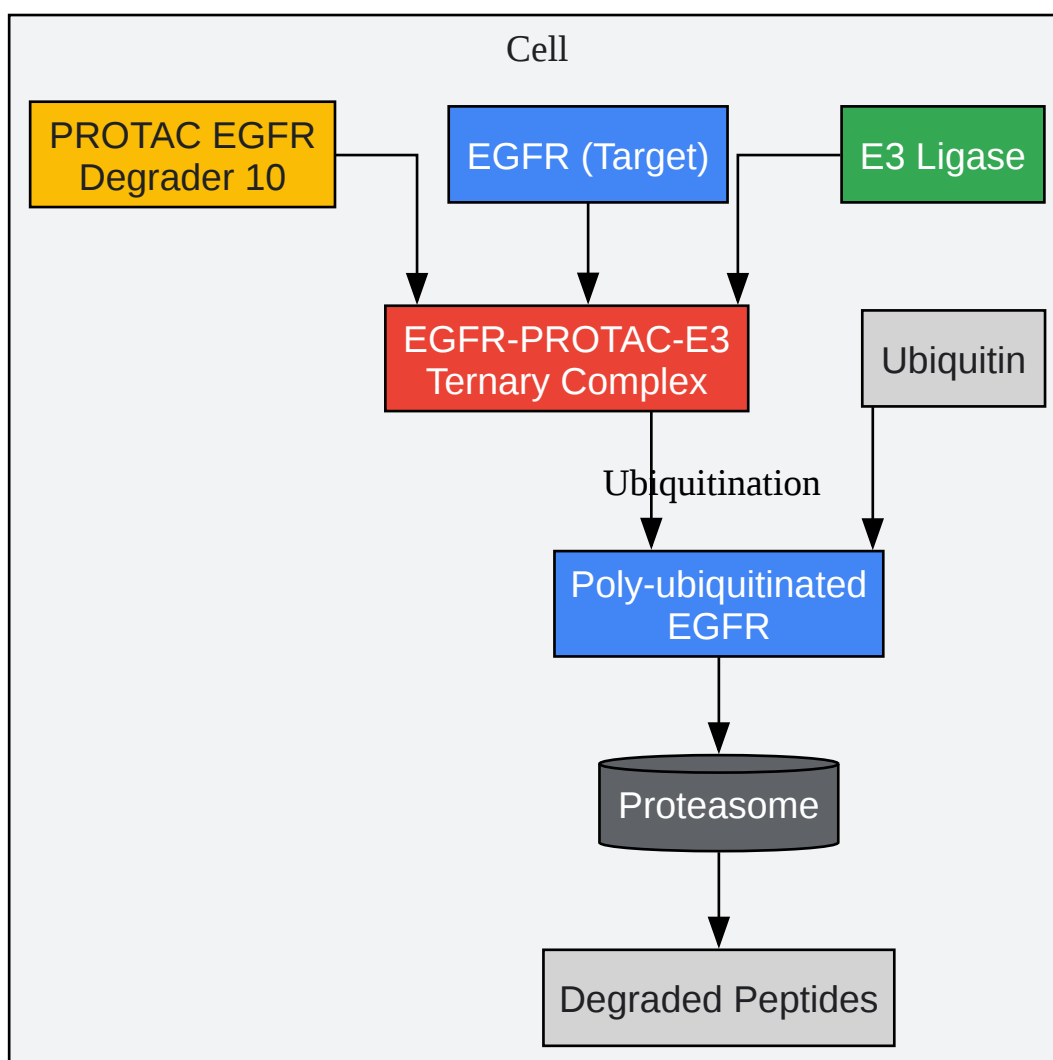 Cell
PROTAC EGFR
Degrader 10
EGFR (Target)
E3 Ligase
EGFR-PROTAC-E3
Ternary Complex
Ubiquitin
Ubiquitination
Poly-ubiquitinated
EGFR
Proteasome
Degraded Peptides